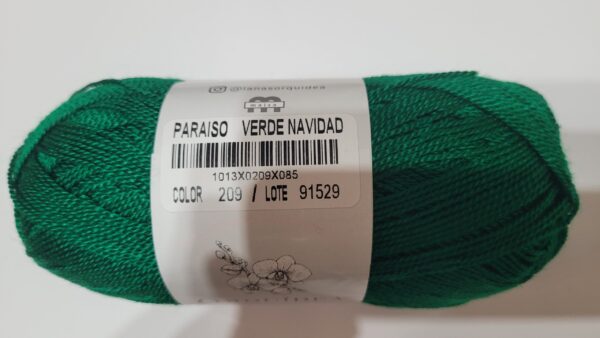 @lanasorquidea
PARAISO VERDE NAVIDAD
1013X0209X085
COLOR 209 / LOTE 91529